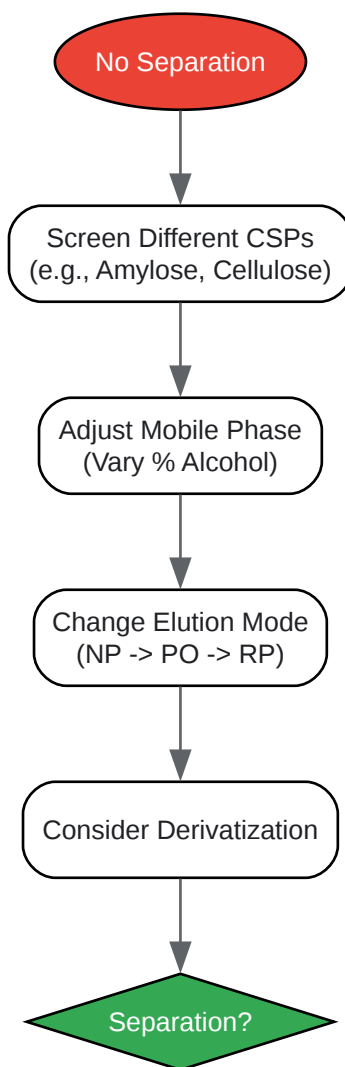 No Separation
Screen Different CSPs
(e.g., Amylose, Cellulose)
Adjust Mobile Phase
(Vary % Alcohol)
Change Elution Mode
(NP -> PO -> RP)
Consider Derivatization
Separation?